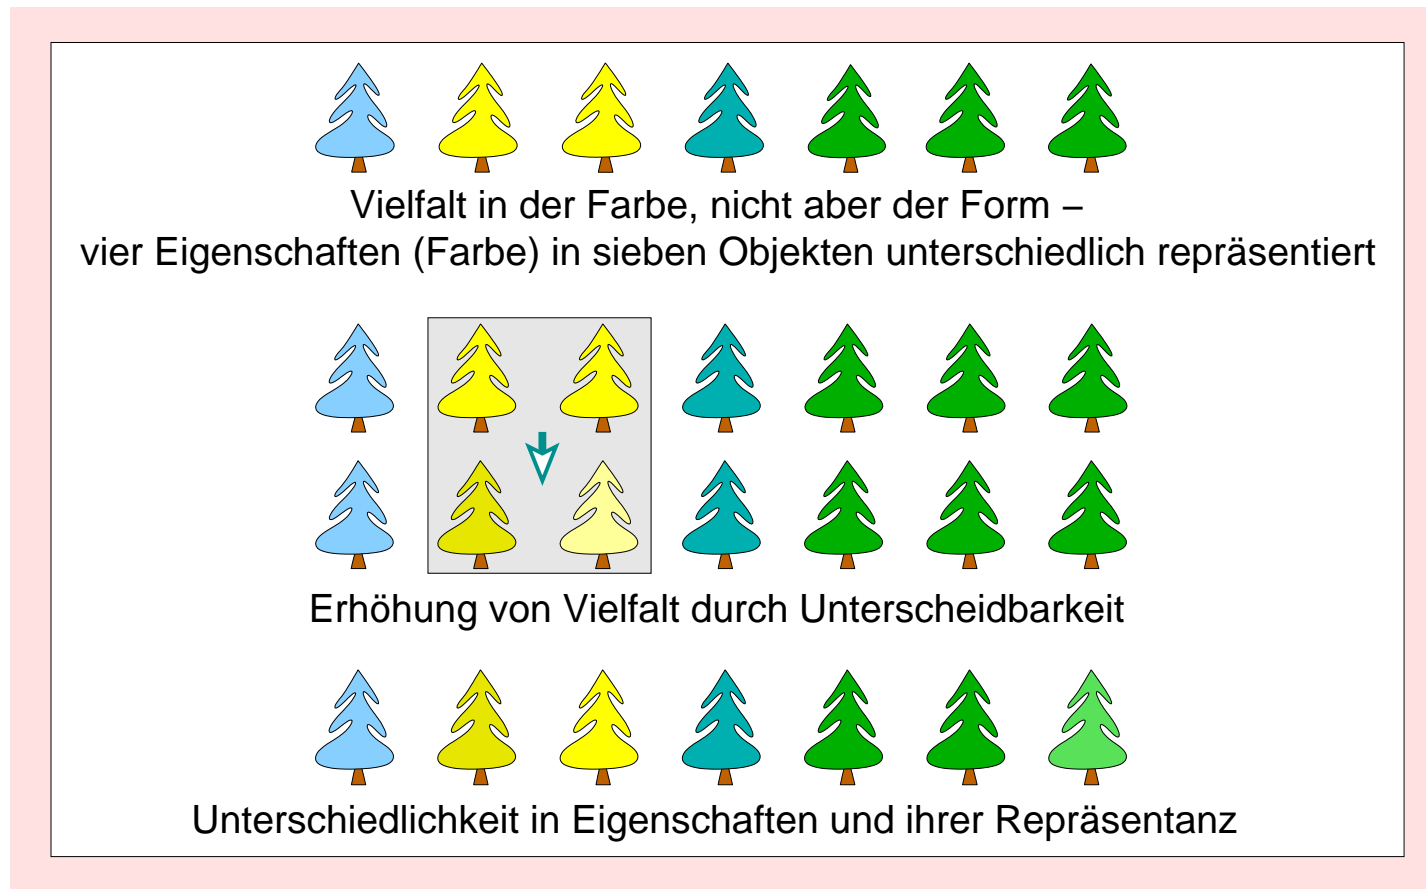 Vielfalt in der Farbe, nicht aber der Form –
vier Eigenschaften (Farbe) in sieben Objekten unterschiedlich repräsentiert
Erhöhung von Vielfalt durch Unterscheidbarkeit
Unterschiedlichkeit in Eigenschaften und ihrer Repräsentanz